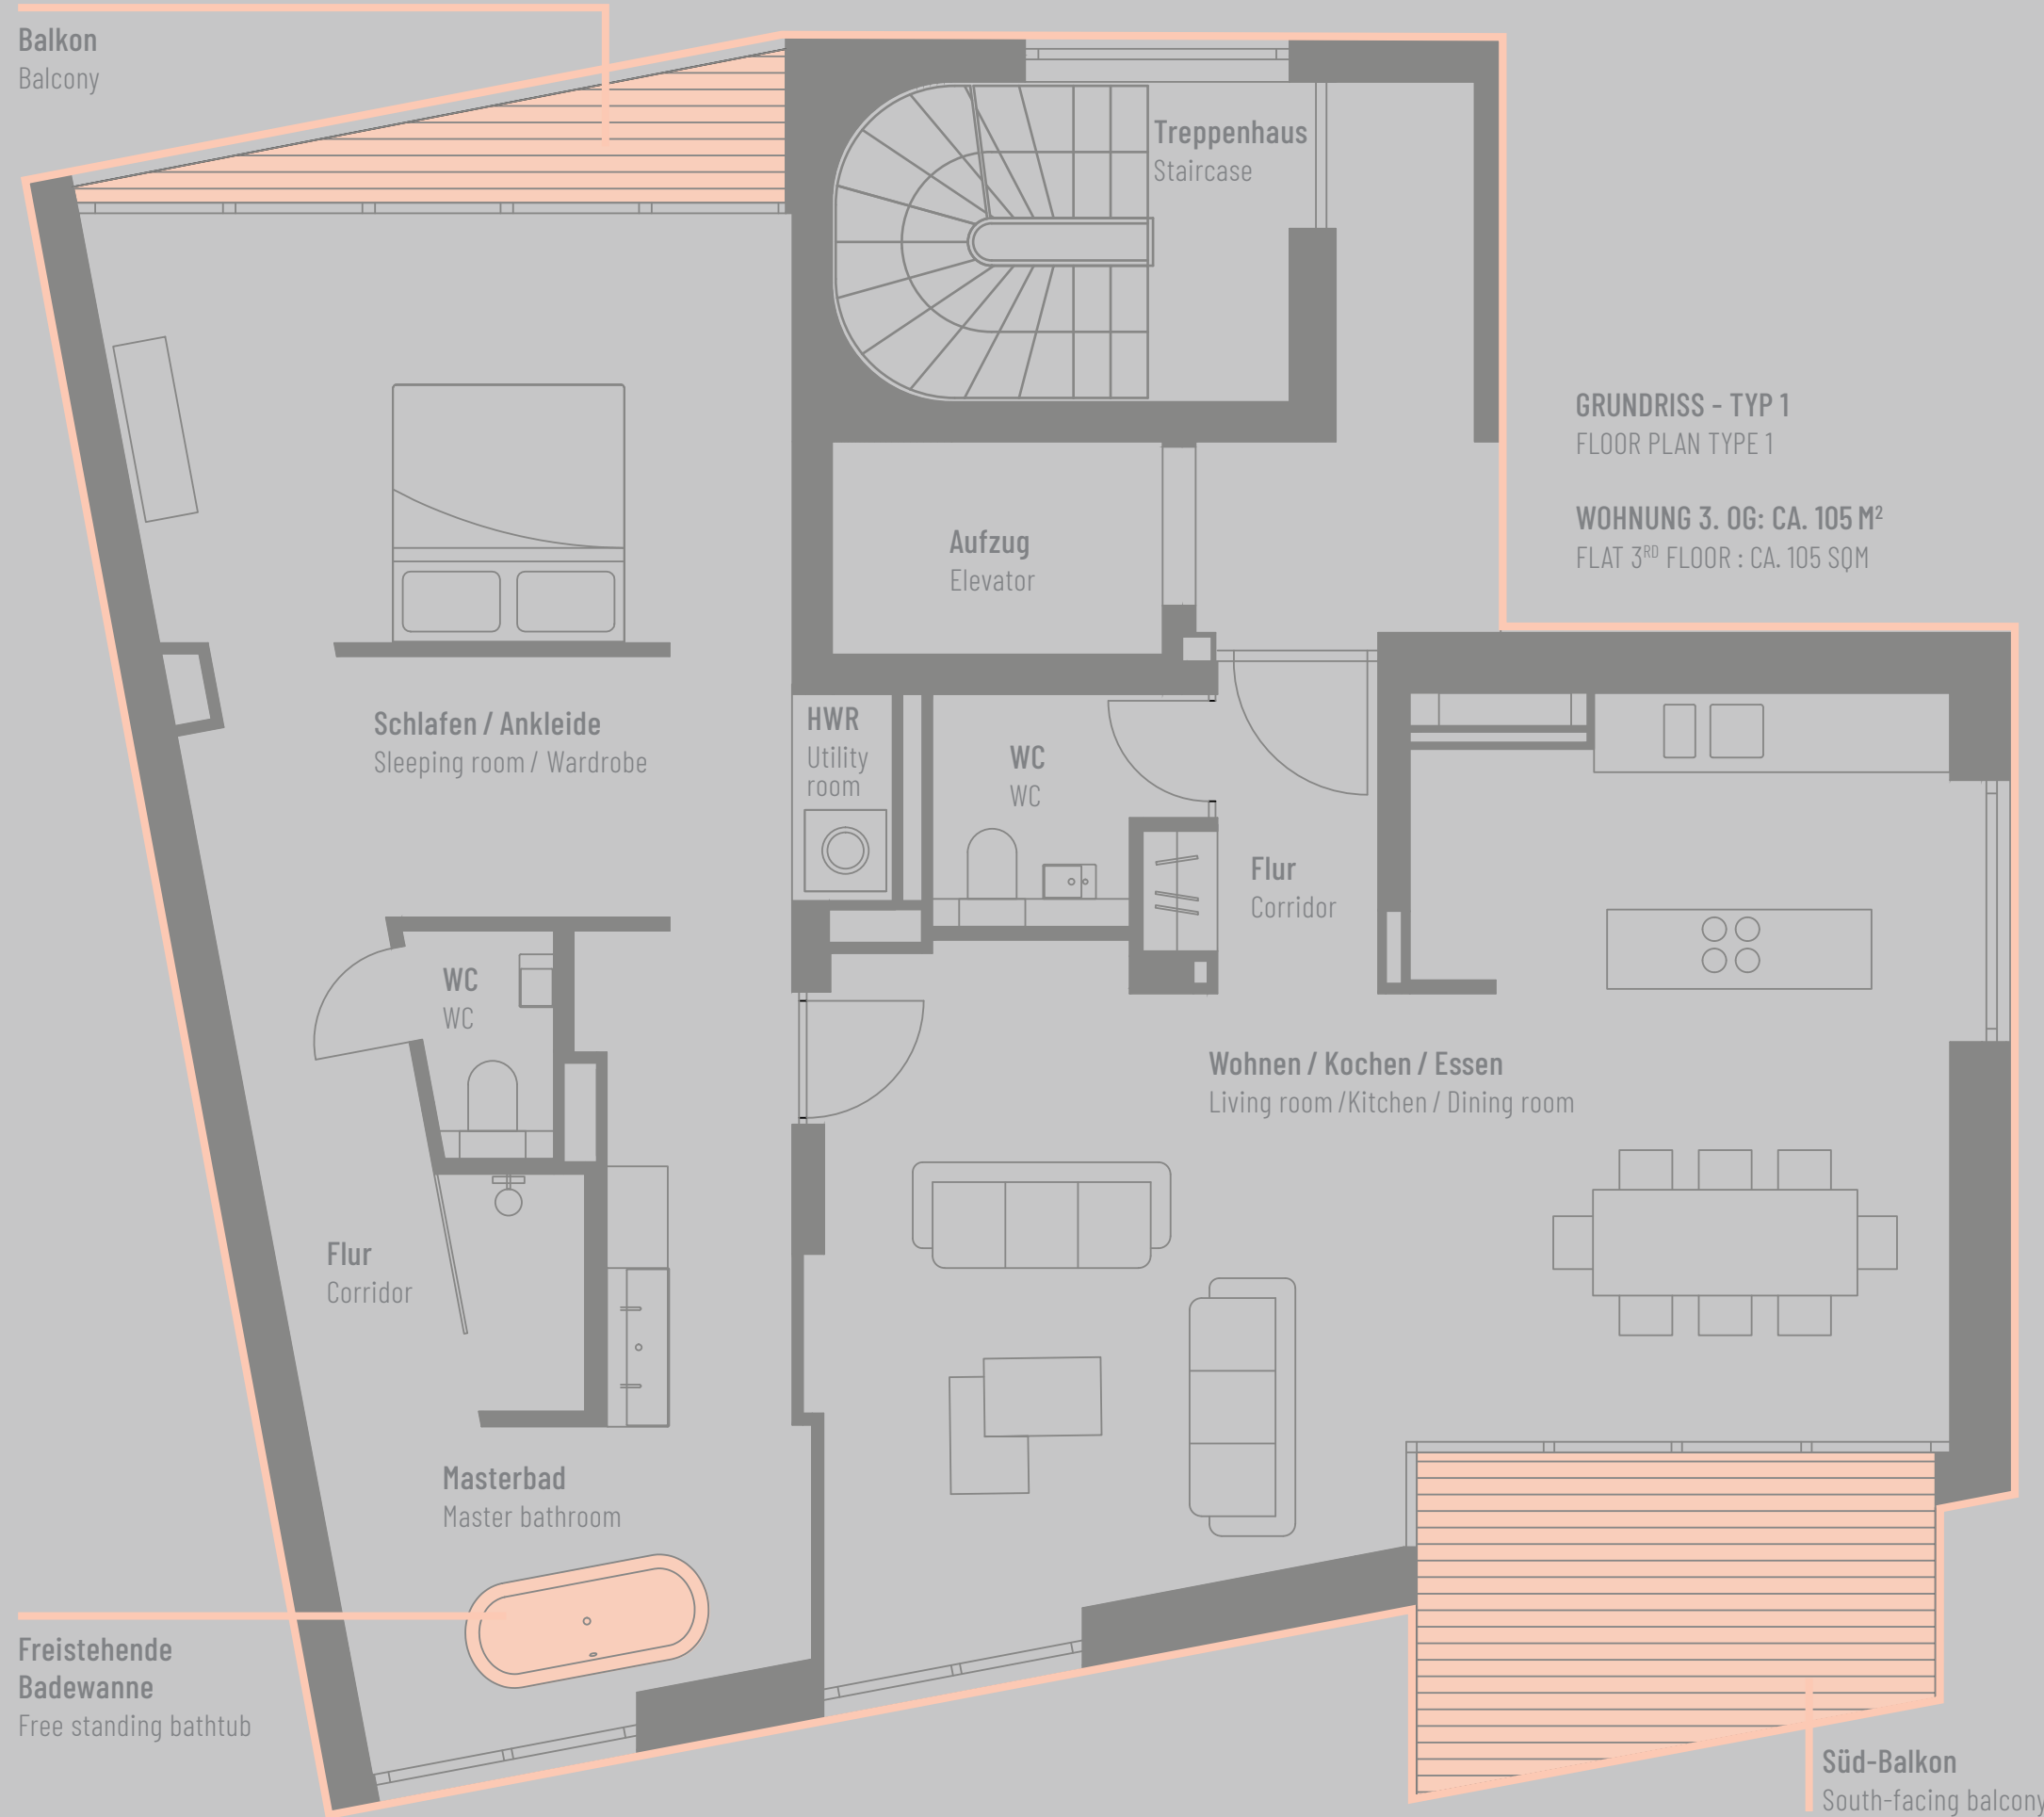 Balkon
Balcony
Treppenhaus
Staircase
GRUNDRISS - TYP 1
FLOOR PLAN TYPE 1
WOHNUNG 3. OG: CA. 105 M²
FLAT 3RD FLOOR : CA. 105 SQM
Aufzug
Elevator
Schlafen / Ankleide
Sleeping room / Wardrobe
HWR
Utility
room
WC
WC
Flur
Corridor
WC
WC
Wohnen / Kochen / Essen
Living room /Kitchen / Dining room
Flur
Corridor
Masterbad
Master bathroom
Freistehende
Badewanne
Free standing bathtub
Süd-Balkon
South-facing balcony